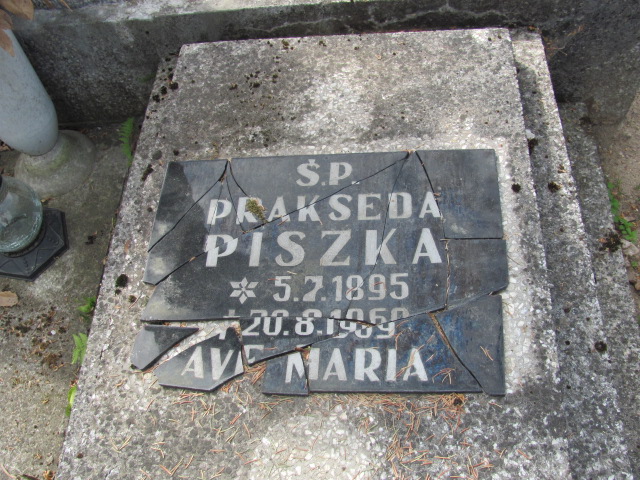 Ś.P.
PRAKSEDA
PISZKA
* 5.7.1895
† 20.8.1969
AVE MARIA